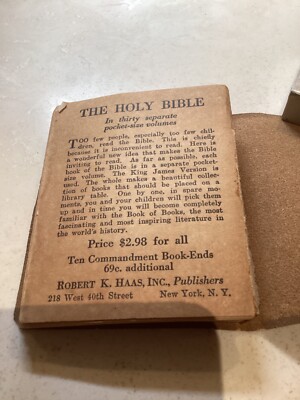 THE HOLY BIBLE
In thirty separate
pocket-size volumes
TOO few people, especially too few chil-
dren, read the Bible. This is chiefly
because it is inconvenient to read. Here is
a wonderful new idea that makes the Bible
inviting to read. As far as possible, each
book of the Bible is in a separate pocket-
size volume. The King James Version is
used. The whole makes a beautiful collec-
tion of books that should be placed on a
library table. One by one, in spare mo-
ments, you and your children will pick them
up and in time you will become completely
familiar with the Book of Books, the most
fascinating and most inspiring literature in
the world's history.
Price $2.98 for all
Ten Commandment Book-Ends
69c. additional
ROBERT K. HAAS, INC., Publishers
218 West 40th Street New York, N. Y.